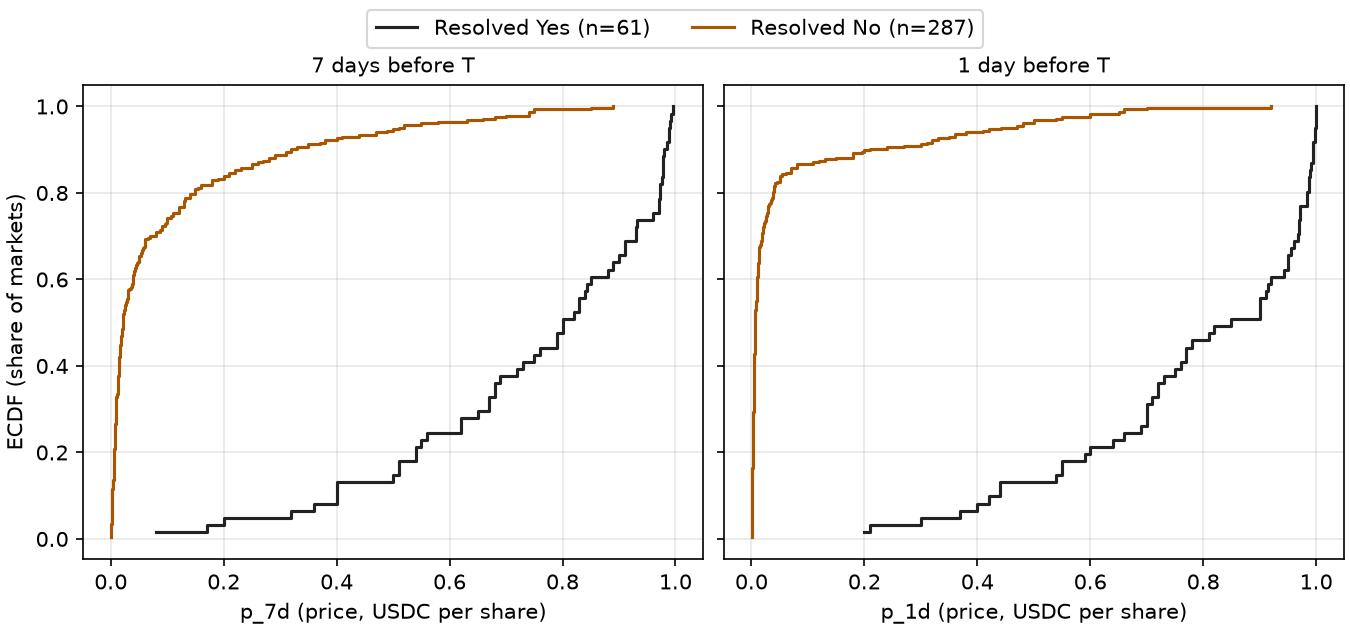 Resolved Yes (n=61) Resolved No (n=287)
7 days before T
1 day before T
ECDF (share of markets)
1.0
0.8
0.6
0.4
0.2
0.0
0.0 0.2 0.4 0.6 0.8 1.0
0.0 0.2 0.4 0.6 0.8 1.0
p_7d (price, USDC per share)
p_1d (price, USDC per share)